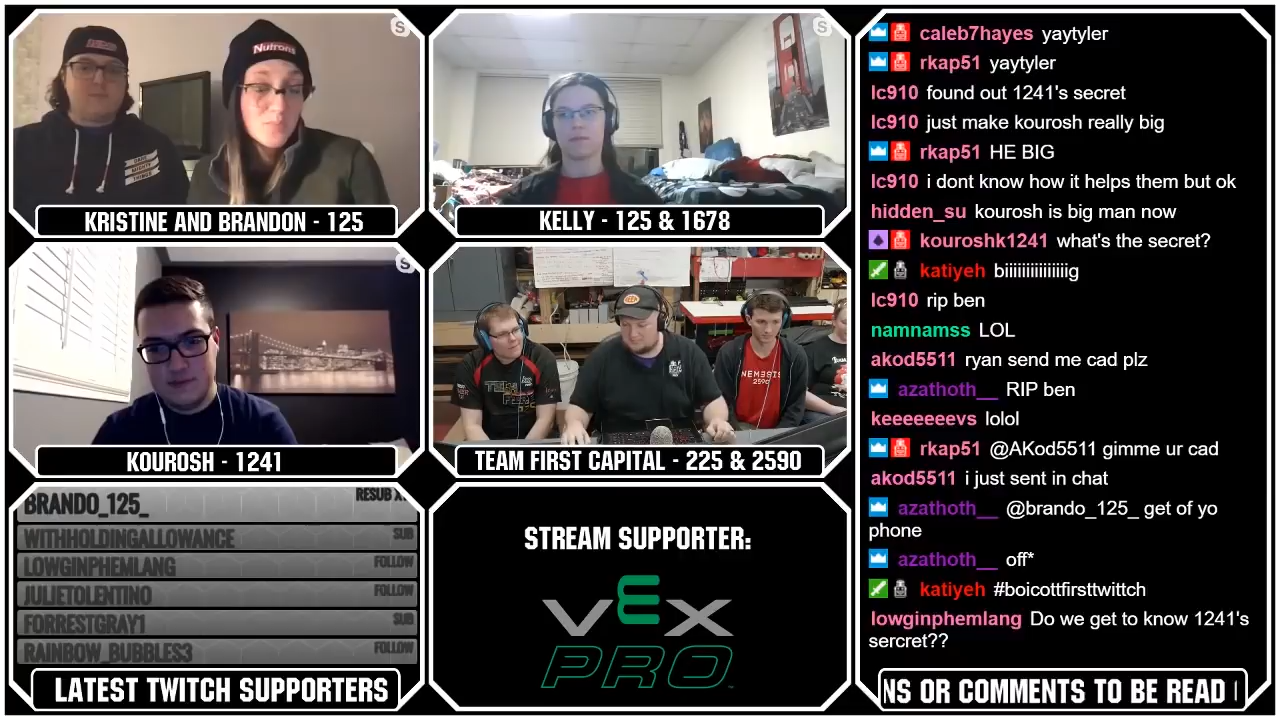 Nutrons
S
KRISTINE AND BRANDON - 125
S
KELLY - 125 & 1678
S
KOUROSH - 1241
NEMESIS
2590
TEAM FIRST CAPITAL - 225 & 2590
BRANDO_125_ RESUB X
WITHHOLDINGALLOWANCE SUB
LOWGINPHEMLANG FOLLOW
JULIETOLENTINO FOLLOW
FORRESTGRAY1 SUB
RAINBOW_BUBBLES3 FOLLOW
LATEST TWITCH SUPPORTERS
STREAM SUPPORTER:
VEX
PRO
caleb7hayes yaytyler
rkap51 yaytyler
lc910 found out 1241's secret
lc910 just make kourosh really big
rkap51 HE BIG
lc910 i dont know how it helps them but ok
hidden_su kourosh is big man now
kouroshk1241 what's the secret?
katiyeh biiiiiiiiiiiiiiig
lc910 rip ben
namnamss LOL
akod5511 ryan send me cad plz
azathoth__ RIP ben
keeeeeeevs lolol
rkap51 @AKod5511 gimme ur cad
akod5511 i just sent in chat
azathoth__ @brando_125_ get of yo
phone
azathoth__ off*
katiyeh #boicottfirsttwittch
lowginphemlang Do we get to know 1241's
sercret??
NS OR COMMENTS TO BE READ